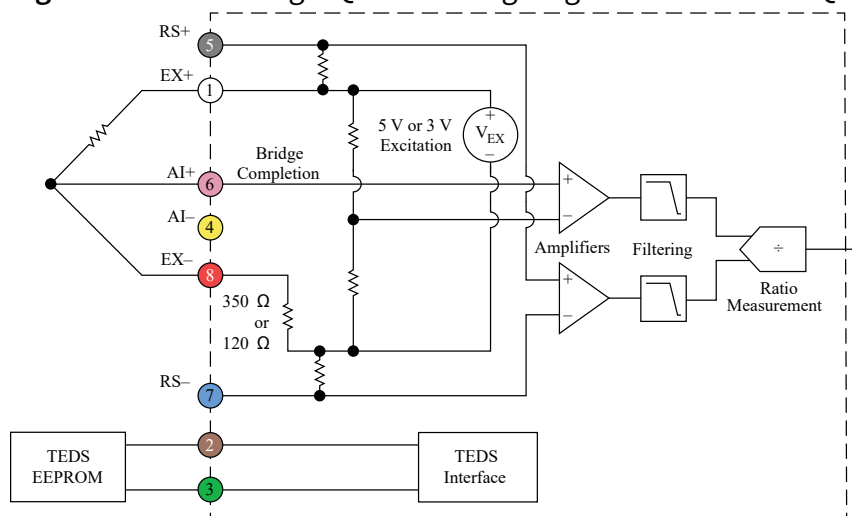 RS+
5
EX+
1
5 V or 3 V
Excitation
+
V_EX
–
Bridge
Completion
AI+
6
AI–
4
EX–
8
350 Ω
or
120 Ω
+
–
Amplifiers
Filtering
÷
Ratio
Measurement
+
–
RS–
7
TEDS
EEPROM
2
3
TEDS
Interface